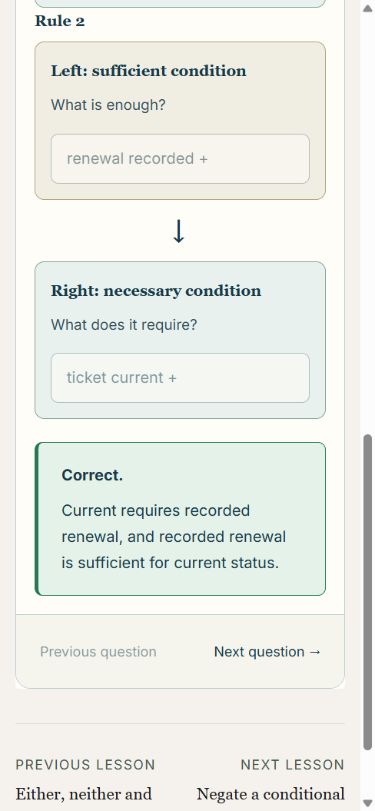 Rule 2
Left: sufficient condition
What is enough?
renewal recorded +
↓
Right: necessary condition
What does it require?
ticket current +
Correct.
Current requires recorded
renewal, and recorded renewal
is sufficient for current status.
Previous question
Next question →
PREVIOUS LESSON
NEXT LESSON
Either, neither and
Negate a conditional